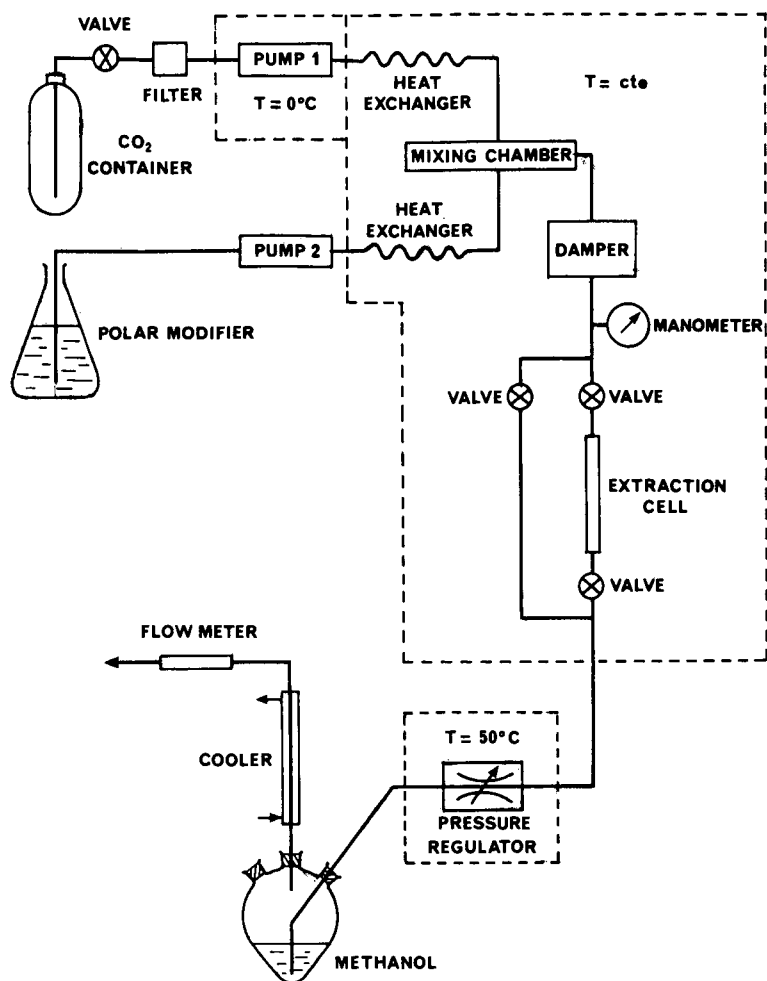 VALVE
PUMP 1
FILTER
T = 0°C
HEAT
EXCHANGER
T = cte
CO₂
CONTAINER
MIXING CHAMBER
HEAT
EXCHANGER
PUMP 2
DAMPER
POLAR MODIFIER
MANOMETER
VALVE
VALVE
EXTRACTION
CELL
VALVE
FLOW METER
COOLER
T = 50°C
PRESSURE
REGULATOR
METHANOL